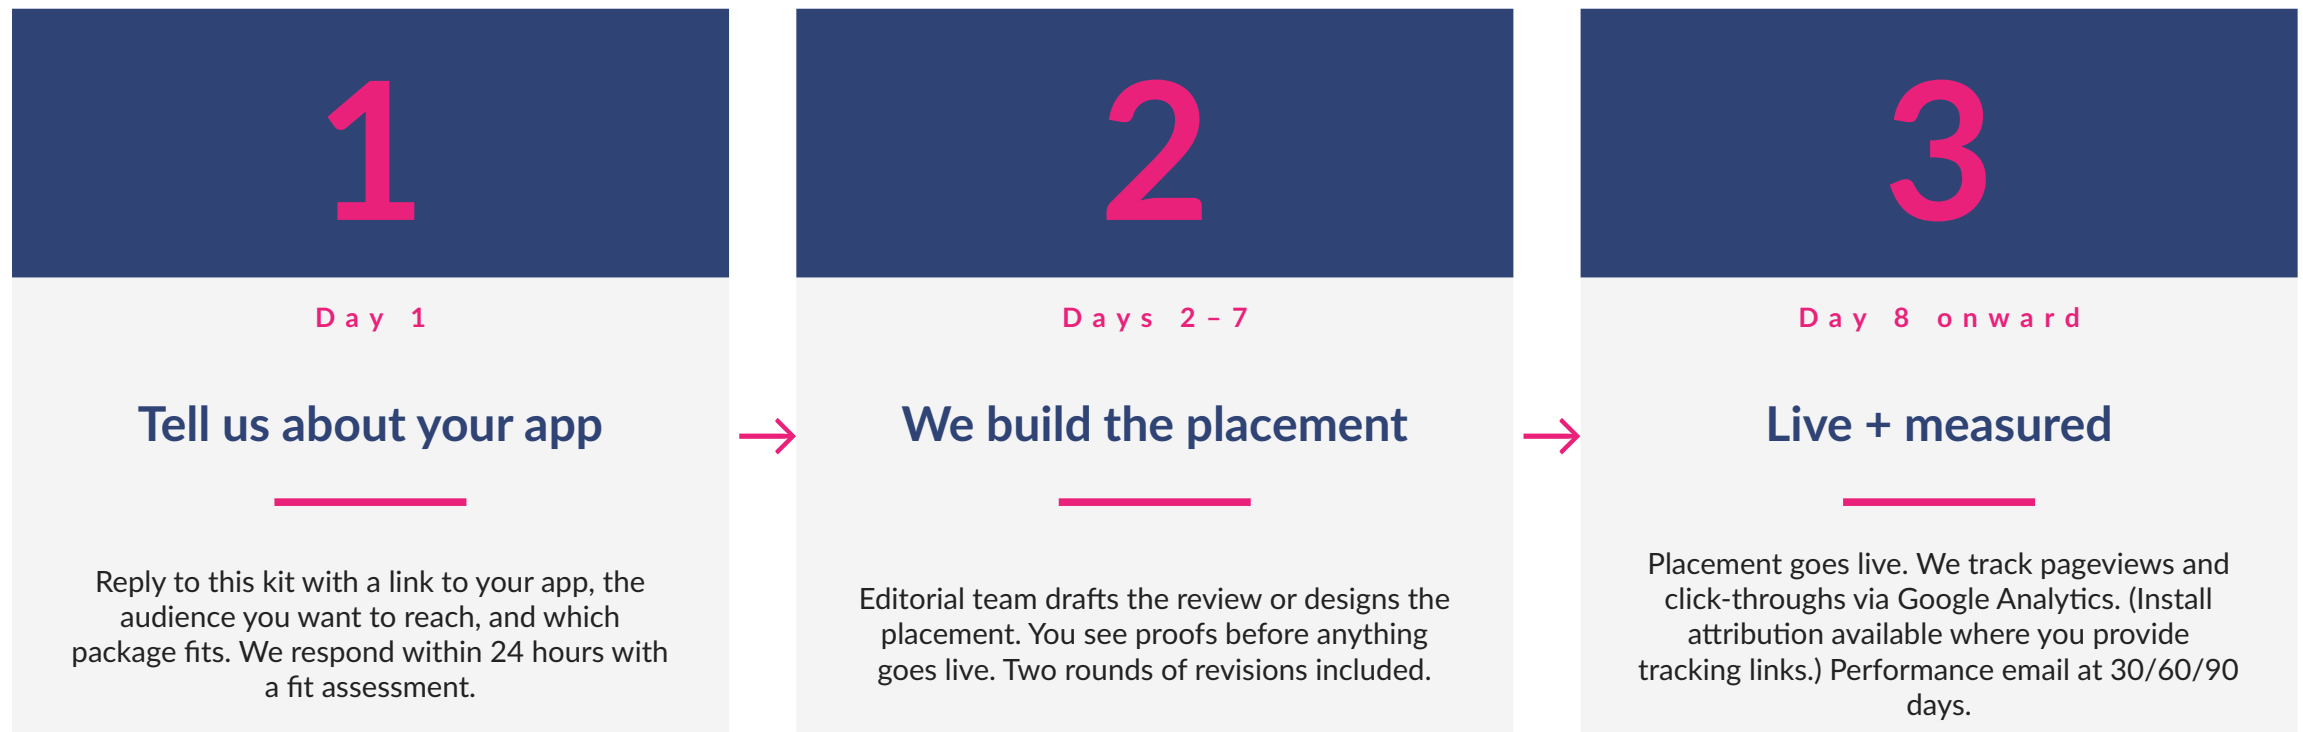 1
Day 1
Tell us about your app
Reply to this kit with a link to your app, the
audience you want to reach, and which
package fits. We respond within 24 hours with
a fit assessment.
2
Days 2–7
We build the placement
Editorial team drafts the review or designs the
placement. You see proofs before anything
goes live. Two rounds of revisions included.
3
Day 8 onward
Live + measured
Placement goes live. We track pageviews and
click-throughs via Google Analytics. (Install
attribution available where you provide
tracking links.) Performance email at 30/60/90
days.